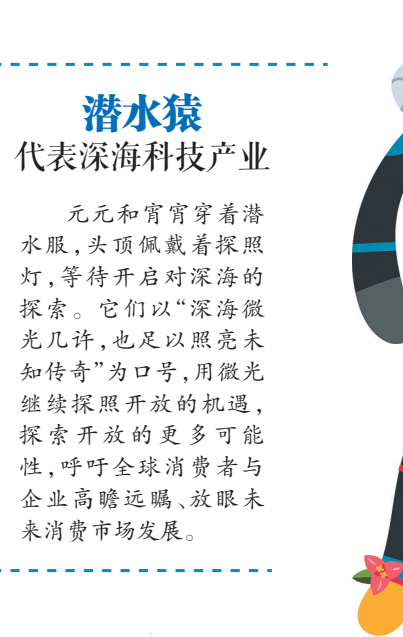 潜水猿
代表深海科技产业
元元和宵宵穿着潜
水服,头顶佩戴着探照
灯,等待开启对深海的
探索。它们以“深海微
光几许,也足以照亮未
知传奇”为口号,用微光
继续探照开放的机遇,
探索开放的更多可能
性,呼吁全球消费者与
企业高瞻远瞩、放眼未
来消费市场发展。